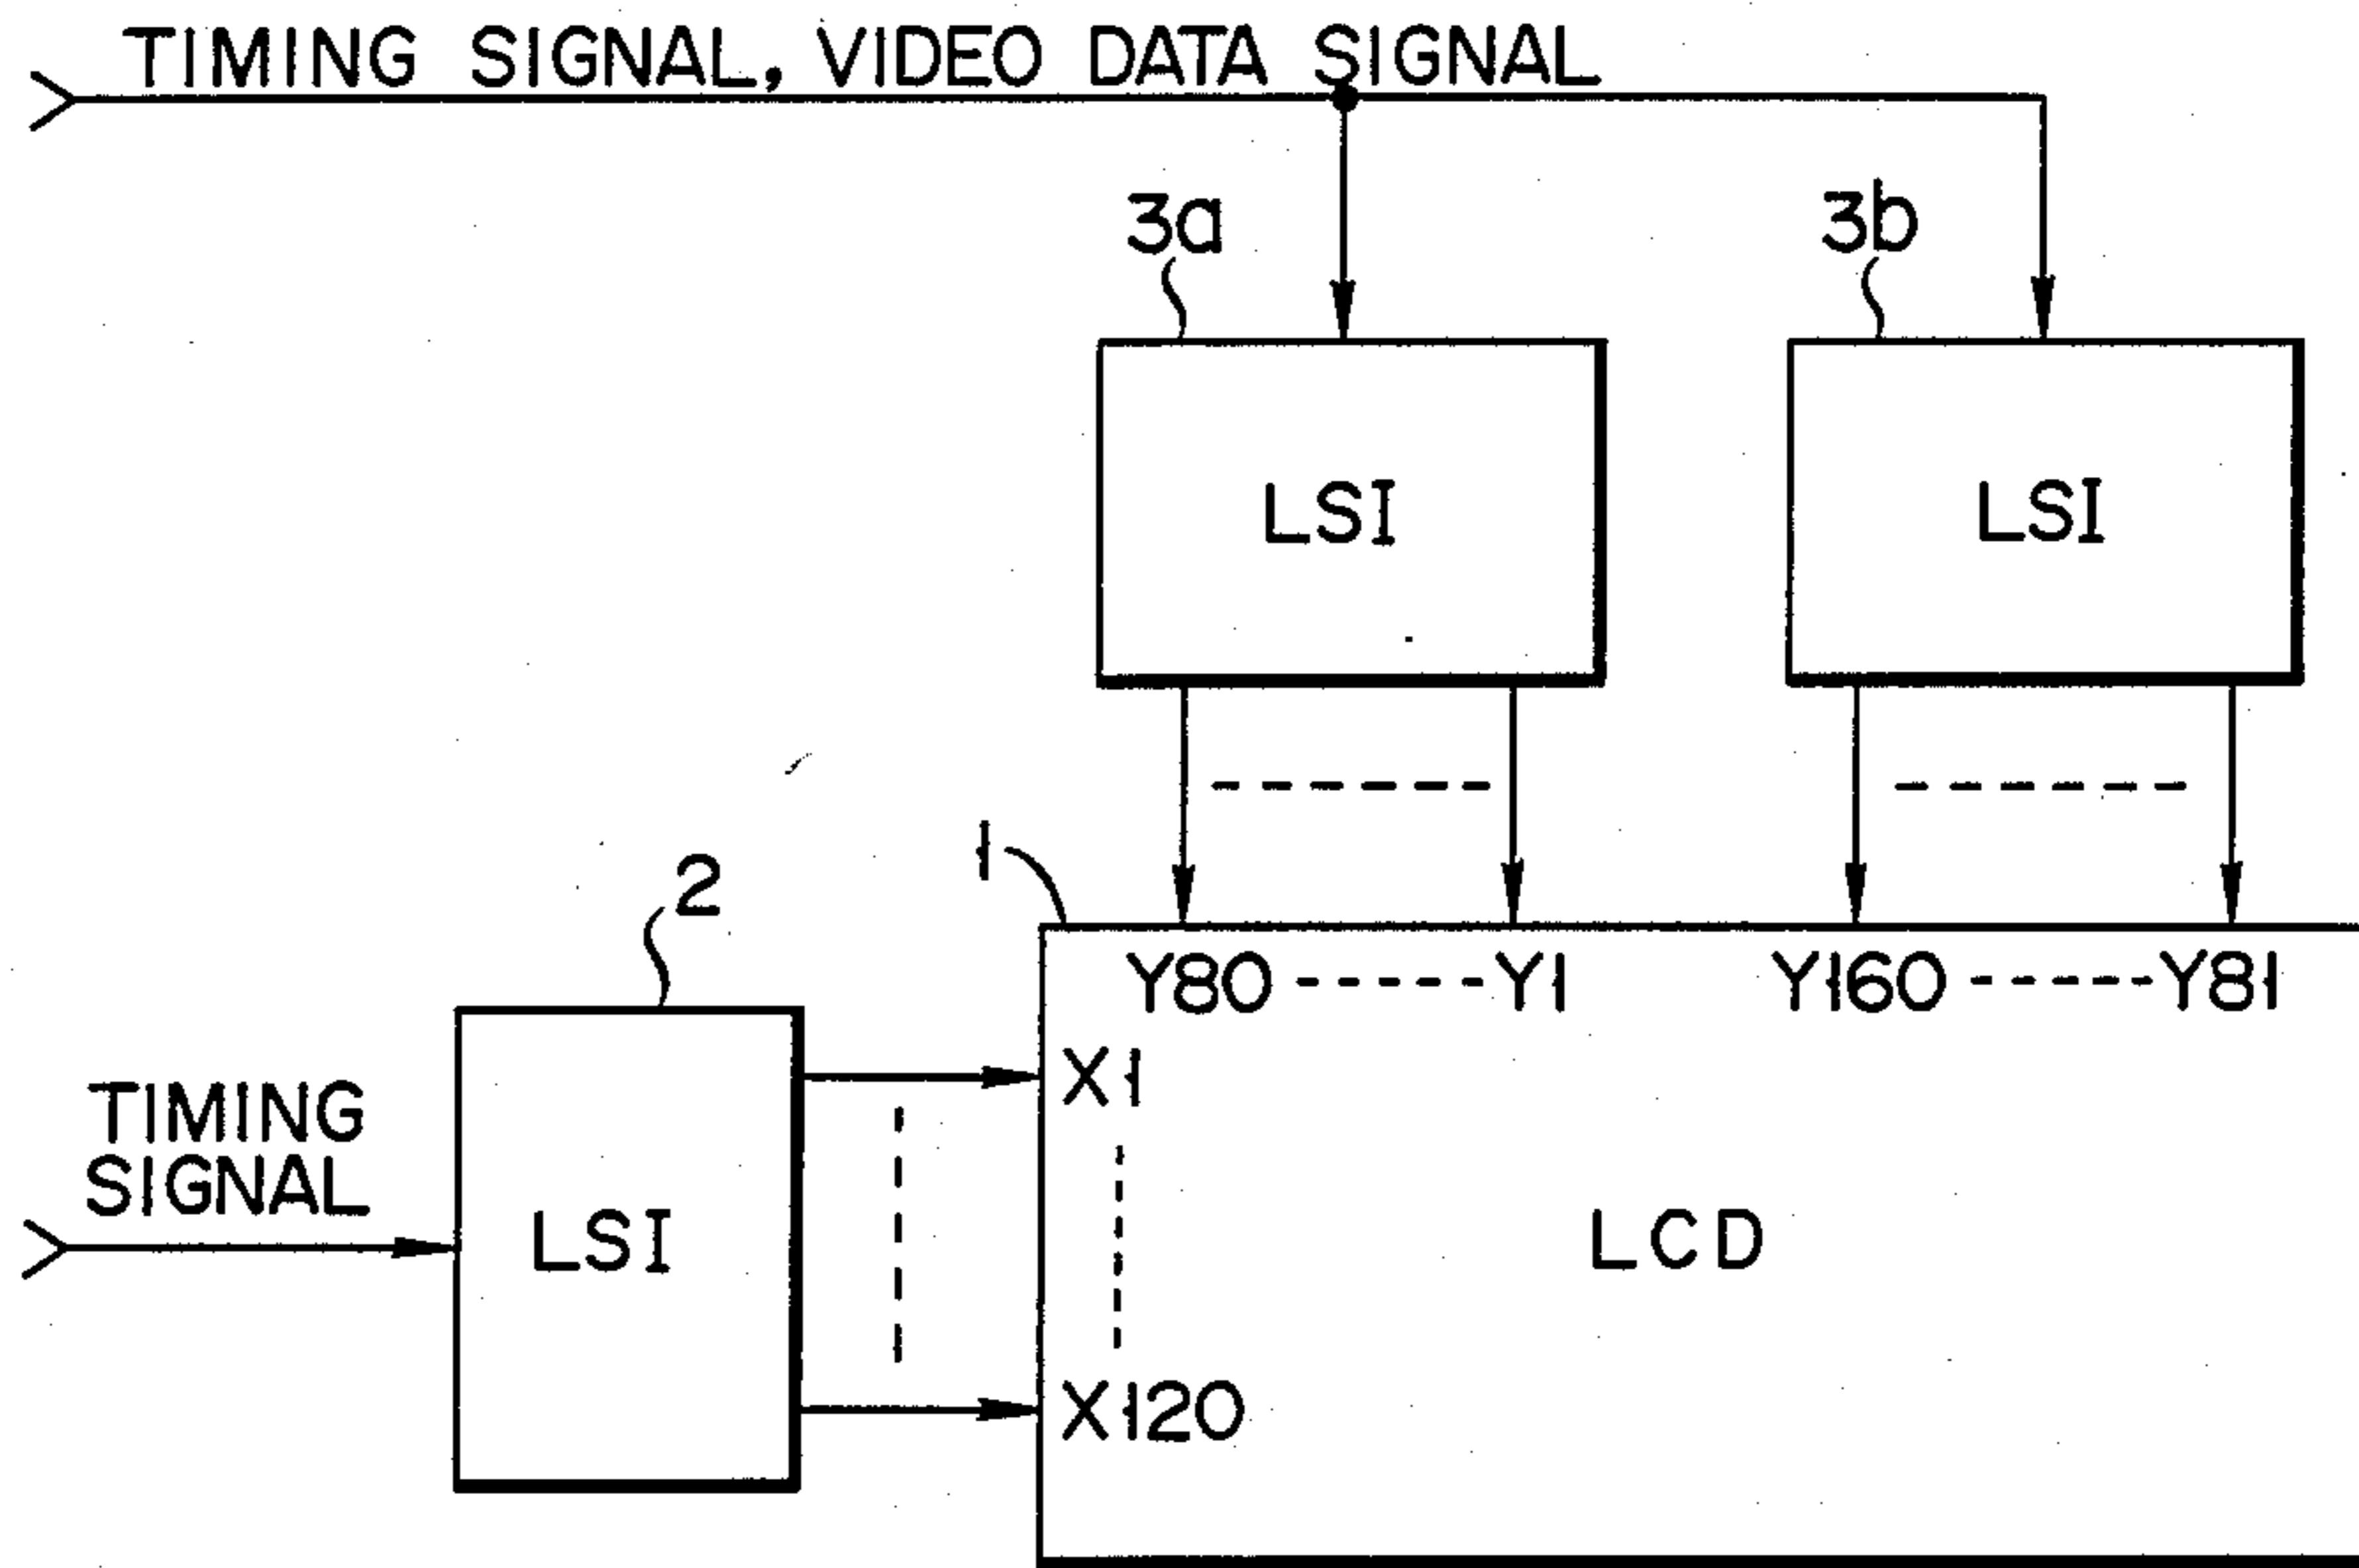 TIMING SIGNAL, VIDEO DATA SIGNAL
3a 3b
LSI LSI
1
2
Y80 ------ Y1 Y160 ------ Y81
X1
TIMING
SIGNAL
LSI
LCD
X120